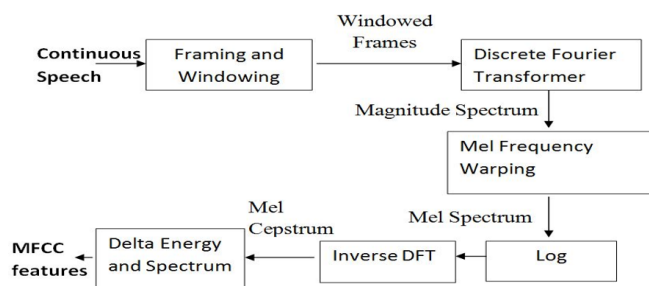 Continuous
Speech
Framing and
Windowing
Windowed
Frames
Discrete Fourier
Transformer
Magnitude Spectrum
Mel Frequency
Warping
Mel Spectrum
Log
Inverse DFT
Mel
Cepstrum
Delta Energy
and Spectrum
MFCC
features